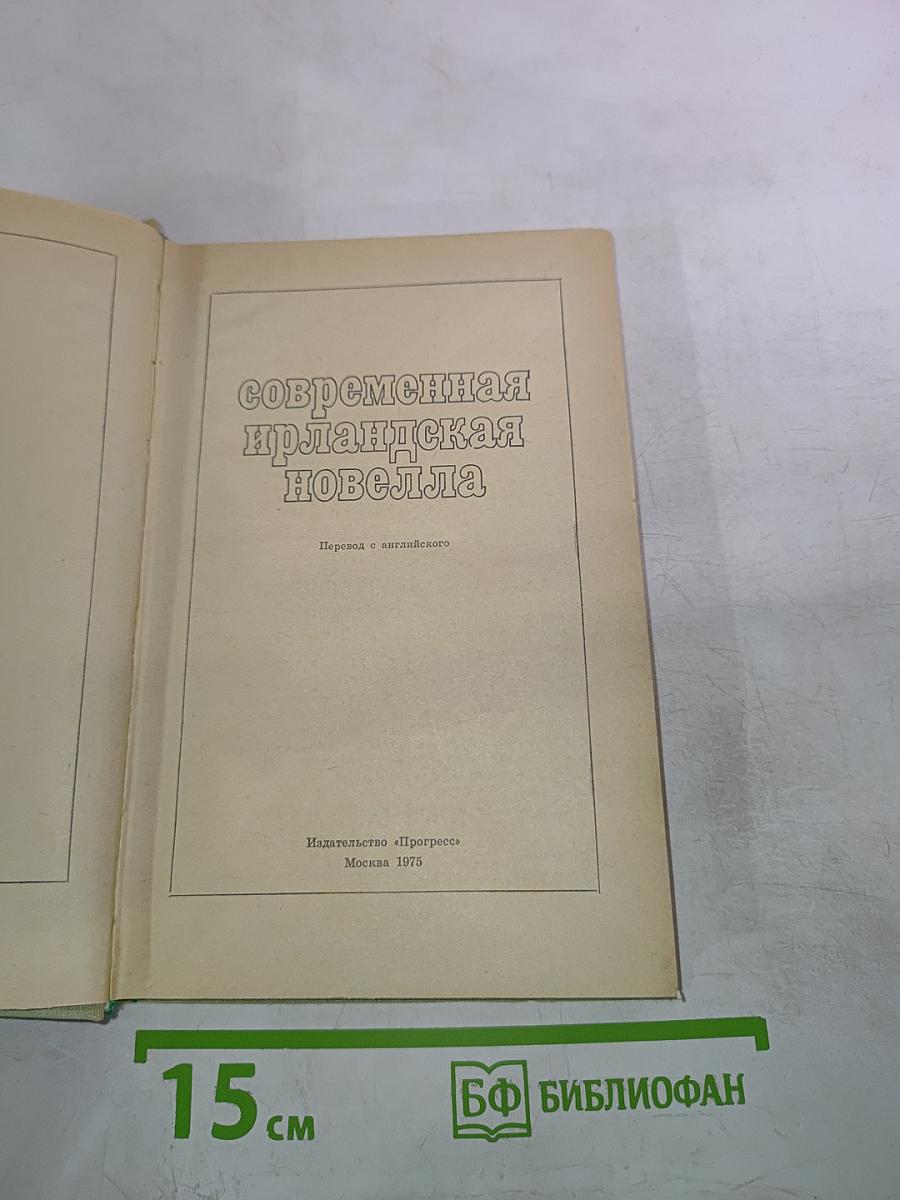 современная
ирландская
новелла
Перевод с английского
Издательство «Прогресс»
Москва 1975
15 см
БФ БИБЛИОФАН